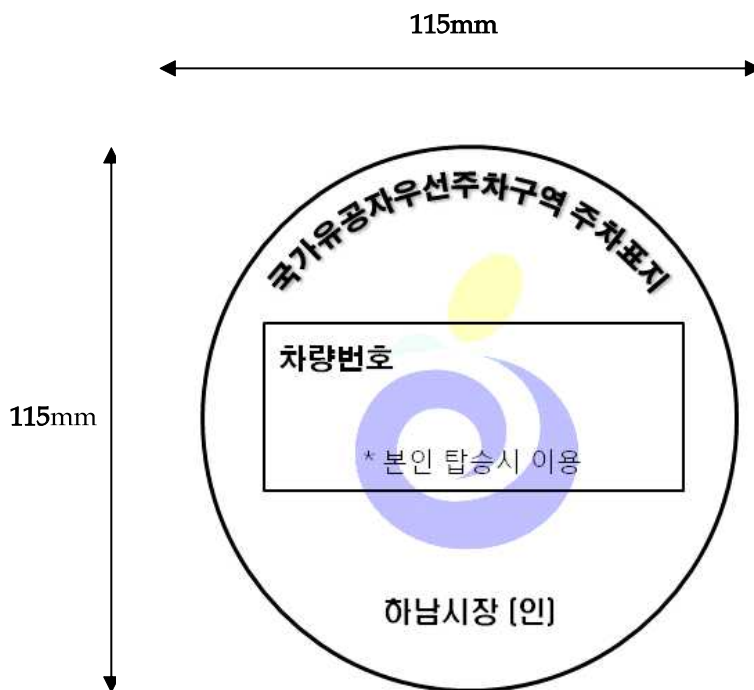 115mm
국가유공자우선주차구역 주차표지
차량번호
115mm
* 본인 탑승시 이용
하남시장 [인]